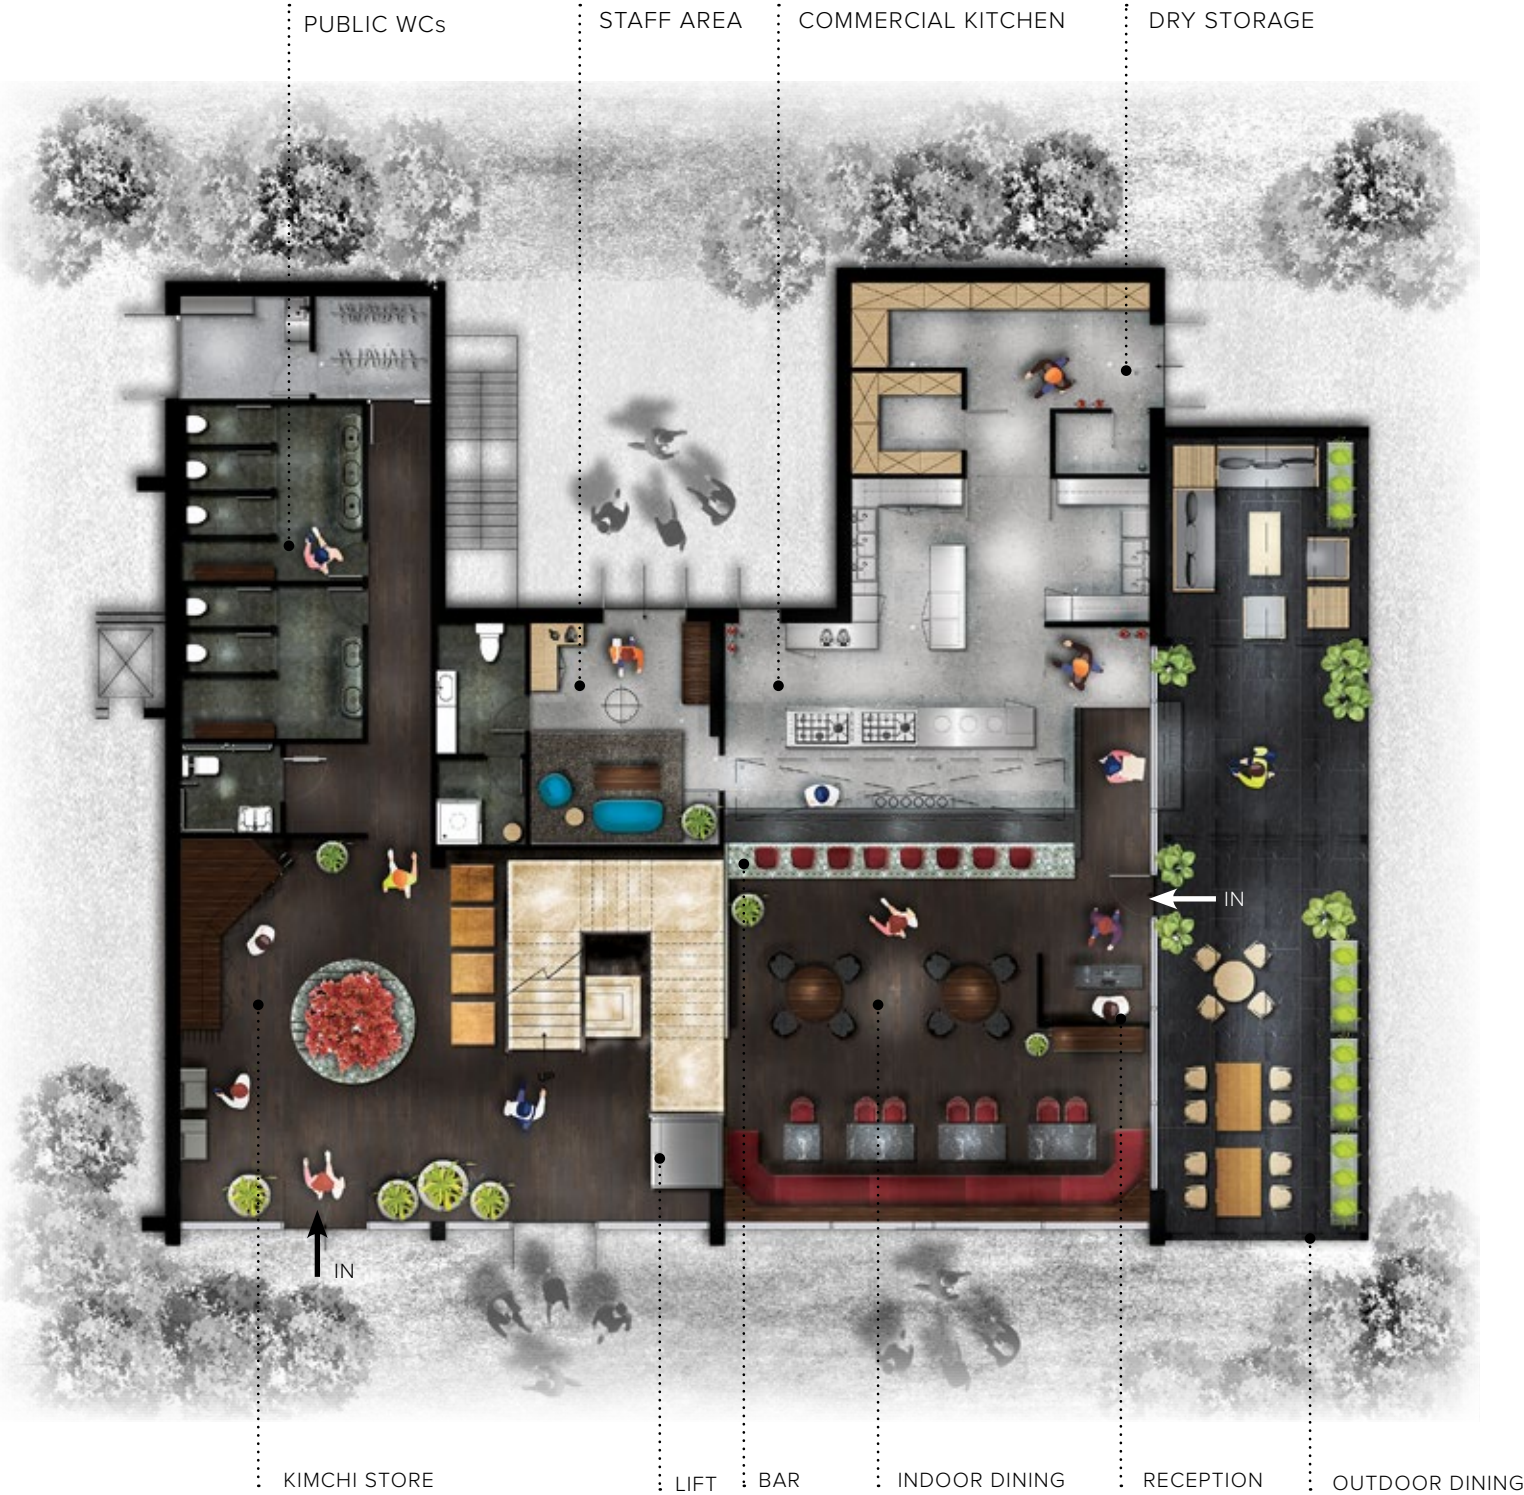 PUBLIC WCs
STAFF AREA
COMMERCIAL KITCHEN
DRY STORAGE
IN
UP
IN
KIMCHI STORE
LIFT
BAR
INDOOR DINING
RECEPTION
OUTDOOR DINING